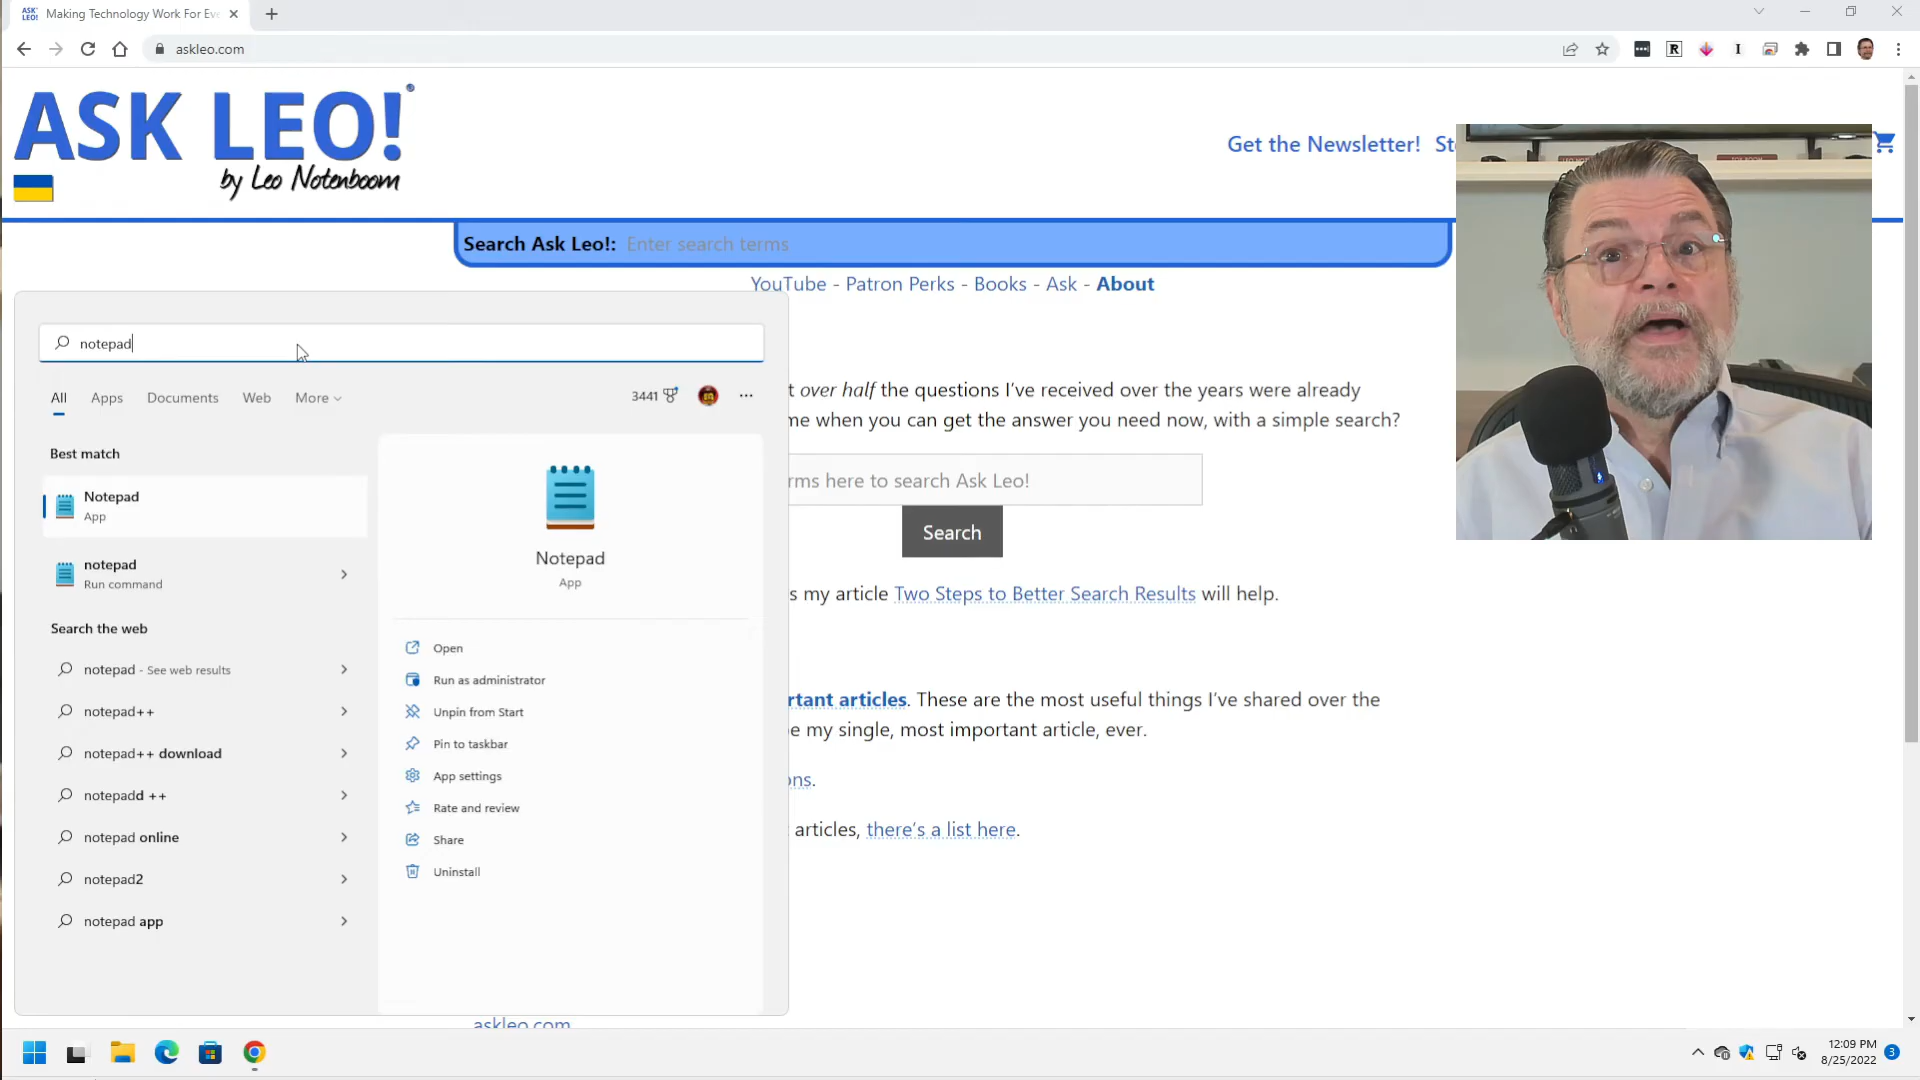 ASK LEO!
Making Technology Work For Eve
askleo.com
R
I
ASK LEO!
by Leo Notenboom
Get the Newsletter! St
Search Ask Leo!: Enter search terms
YouTube - Patron Perks - Books - Ask - About
notepad
All Apps Documents Web More 3441 ...
t over half the questions I've received over the years were already
me when you can get the answer you need now, with a simple search?
Best match
Notepad
App
notepad
Run command
Search the web
notepad - See web results
notepad++
notepad++ download
notepadd ++
notepad online
notepad2
notepad app
Notepad
App
Open
Run as administrator
Unpin from Start
Pin to taskbar
App settings
Rate and review
Share
Uninstall
rms here to search Ask Leo!
Search
s my article Two Steps to Better Search Results will help.
rtant articles. These are the most useful things I've shared over the
e my single, most important article, ever.
ons.
articles, there's a list here.
askleo.com
12:09 PM
8/25/2022
3